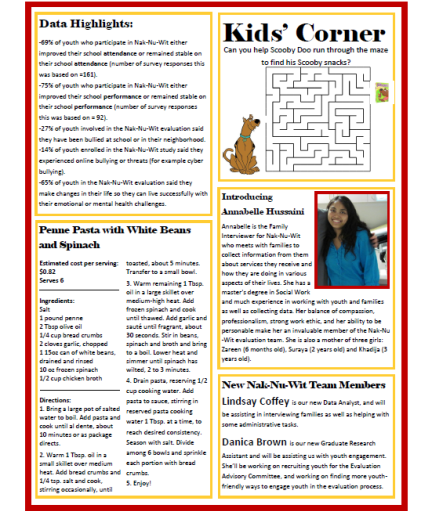 Data Highlights:
-69% of youth who participate in Nak-Nu-Wit either
improved their school attendance or remained stable on
their school attendance (number of survey responses
this was based on =161).
-75% of youth who participate in Nak-Nu-Wit either
improved their school performance or remained stable on
their school performance (number of survey responses
this was based on = 92).
-27% of youth involved in the Nak-Nu-Wit evaluation said
they have been bullied at school or in their neighborhood.
-14% of youth enrolled in the Nak-Nu-Wit study said they
experienced online bullying or threats (for example cyber
bullying).
-65% of youth in the Nak-Nu-Wit evaluation said they
make changes in their life so they can live successfully with
their emotional or mental health challenges.
Penne Pasta with White Beans
and Spinach
Estimated cost per serving:
$0.82
Serves 6
Ingredients:
Salt
1 pound penne
2 Tbsp olive oil
1/4 cup bread crumbs
2 cloves garlic, chopped
1 15oz can of white beans,
drained and rinsed
10 oz frozen spinach
1/2 cup chicken broth
Directions:
1. Bring a large pot of salted
water to boil. Add pasta and
cook until al dente, about
10 minutes or as package
directs.
2. Warm 1 Tbsp. oil in a
small skillet over medium
heat. Add bread crumbs and
1/4 tsp. salt and cook,
stirring occasionally, until
toasted, about 5 minutes.
Transfer to a small bowl.
3. Warm remaining 1 Tbsp.
oil in a large skillet over
medium-high heat. Add
frozen spinach and cook
until thawed. Add garlic and
sauté until fragrant, about
30 seconds. Stir in beans,
spinach and broth and bring
to a boil. Lower heat and
simmer until spinach has
wilted, 2 to 3 minutes.
4. Drain pasta, reserving 1/2
cup cooking water. Add
pasta to sauce, stirring in
reserved pasta cooking
water 1 Tbsp. at a time, to
reach desired consistency.
Season with salt. Divide
among 6 bowls and sprinkle
each portion with bread
crumbs.
5. Enjoy!
Kids' Corner
Can you help Scooby Doo run through the maze
to find his Scooby snacks?
Introducing
Annabelle Hussaini
Annabelle is the Family
Interviewer for Nak-Nu-Wit
who meets with families to
collect information from them
about services they receive and
how they are doing in various
aspects of their lives. She has a
master's degree in Social Work
and much experience in working with youth and families
as well as collecting data. Her balance of compassion,
professionalism, strong work ethic, and her ability to be
personable make her an invaluable member of the Nak-Nu
-Wit evaluation team. She is also a mother of three girls:
Zareen (6 months old), Suraya (2 years old) and Khadija (3
years old).
New Nak-Nu-Wit Team Members
Lindsay Coffey is our new Data Analyst, and will
be assisting in interviewing families as well as helping with
some administrative tasks.
Danica Brown is our new Graduate Research
Assistant and will be assisting us with youth engagement.
She'll be working on recruiting youth for the Evaluation
Advisory Committee, and working on finding more youth-
friendly ways to engage youth in the evaluation process.